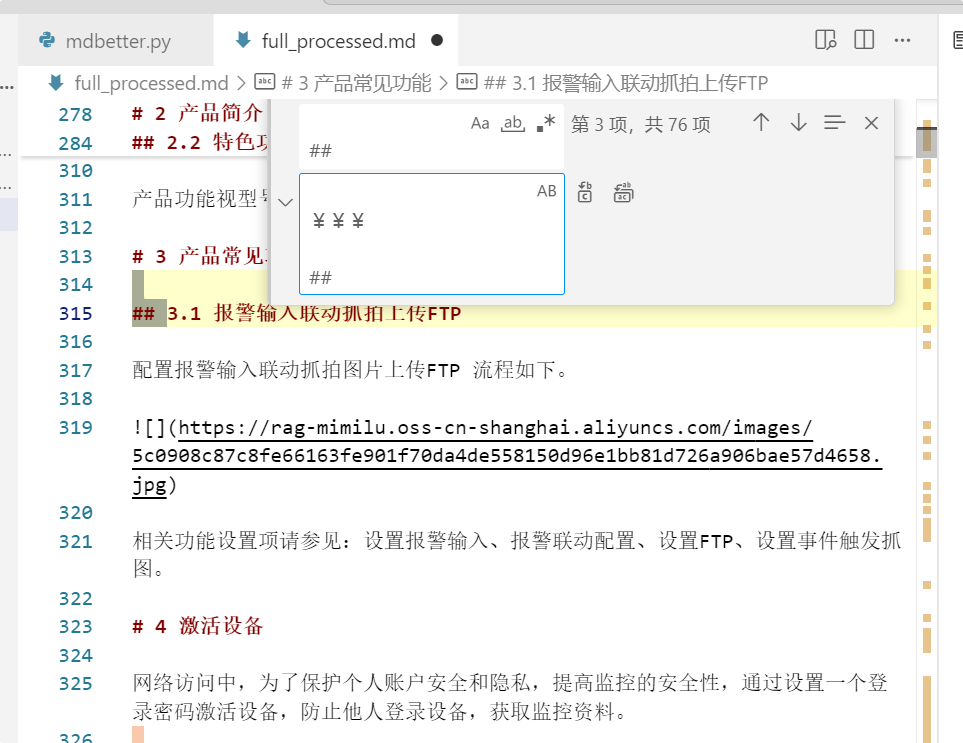 mdbetter.py
full_processed.md ●
full_processed.md > # 3 产品常见功能 > ## 3.1 报警输入联动抓拍上传FTP
278 # 2 产品简介
284 ## 2.2 特色
Aa ab .* 第 3 项，共 76 项
##
AB
￥￥￥
##
310
311 产品功能视型号
312
313 # 3 产品常见
314
315 ## 3.1 报警输入联动抓拍上传FTP
316
317 配置报警输入联动抓拍图片上传FTP 流程如下。
318
319 ![](https://rag-mimilu.oss-cn-shanghai.aliyuncs.com/images/
5c0908c87c8fe66163fe901f70da4de558150d96e1bb81d726a906bae57d4658.
jpg)
320
321 相关功能设置项请参见：设置报警输入、报警联动配置、设置FTP、设置事件触发抓
图。
322
323 # 4 激活设备
324
325 网络访问中，为了保护个人账户安全和隐私，提高监控的安全性，通过设置一个登
录密码激活设备，防止他人登录设备，获取监控资料。
326